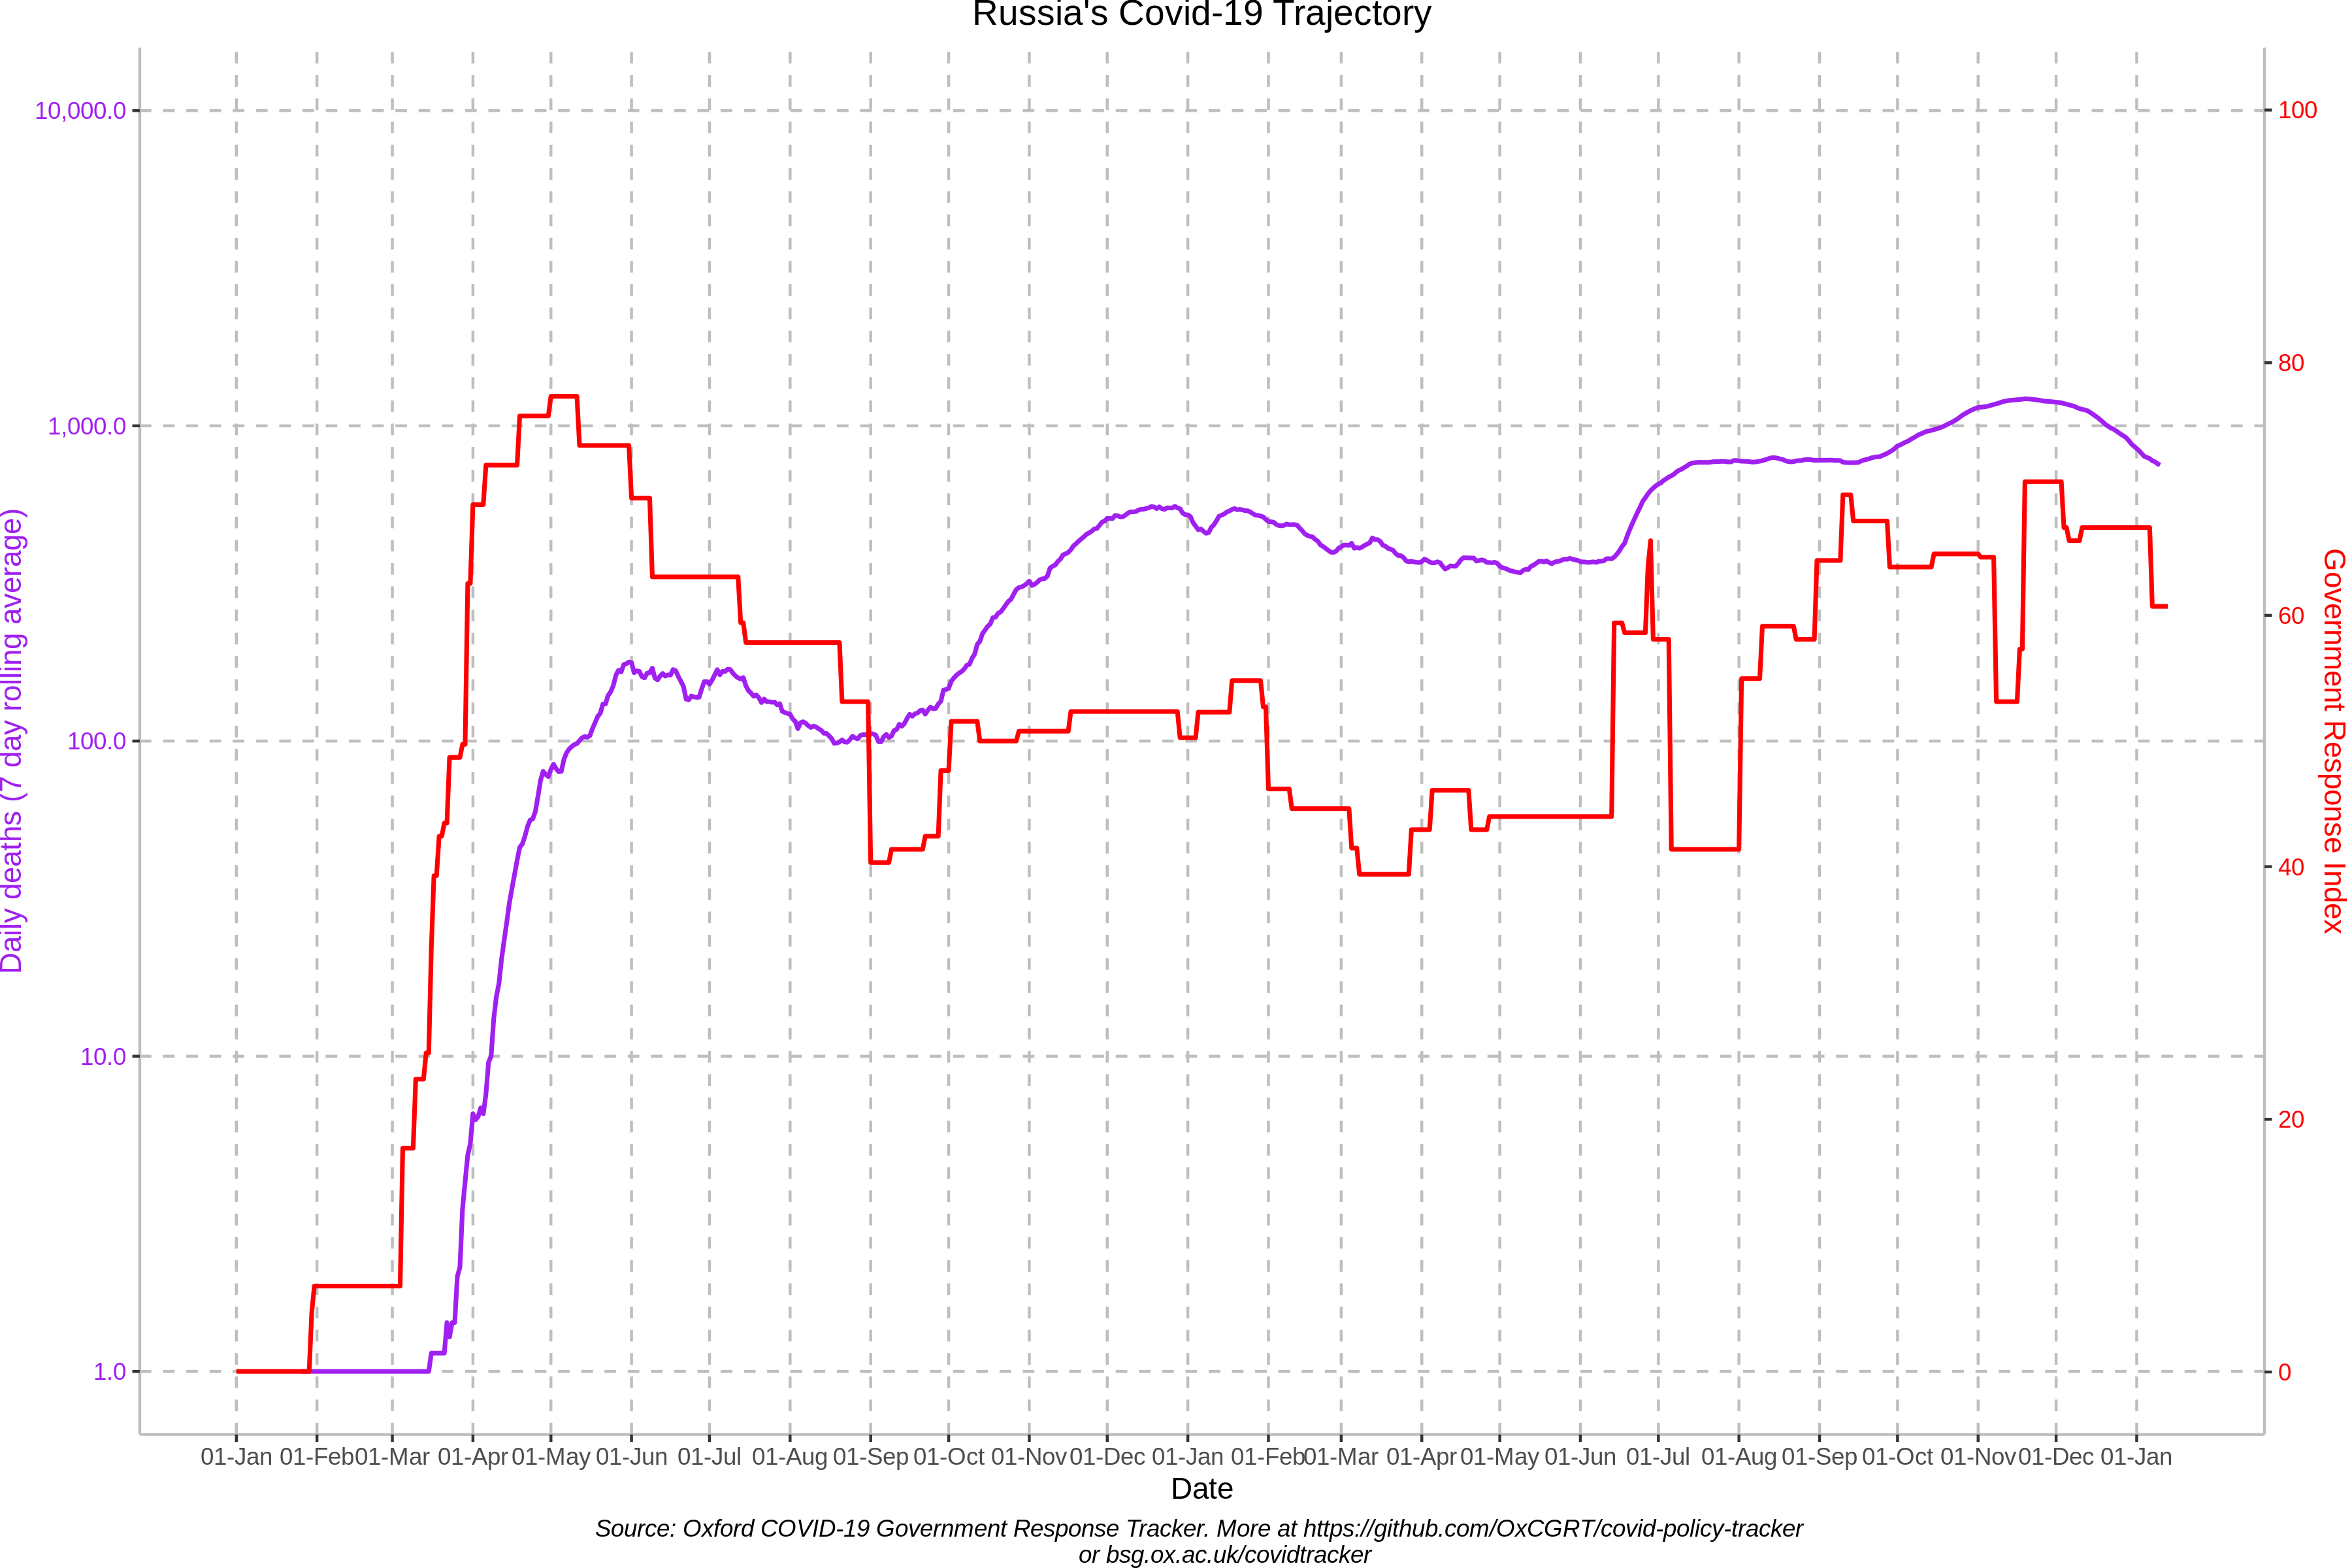 Russia's Covid-19 Trajectory
10,000.0
1,000.0
100.0
10.0
1.0
Daily deaths (7 day rolling average)
100
80
60
40
20
0
Government Response Index
01-Jan 01-Feb 01-Mar 01-Apr 01-May 01-Jun 01-Jul 01-Aug 01-Sep 01-Oct 01-Nov 01-Dec 01-Jan 01-Feb 01-Mar 01-Apr 01-May 01-Jun 01-Jul 01-Aug 01-Sep 01-Oct 01-Nov 01-Dec 01-Jan
Date
Source: Oxford COVID-19 Government Response Tracker. More at https://github.com/OxCGRT/covid-policy-tracker
or bsg.ox.ac.uk/covidtracker